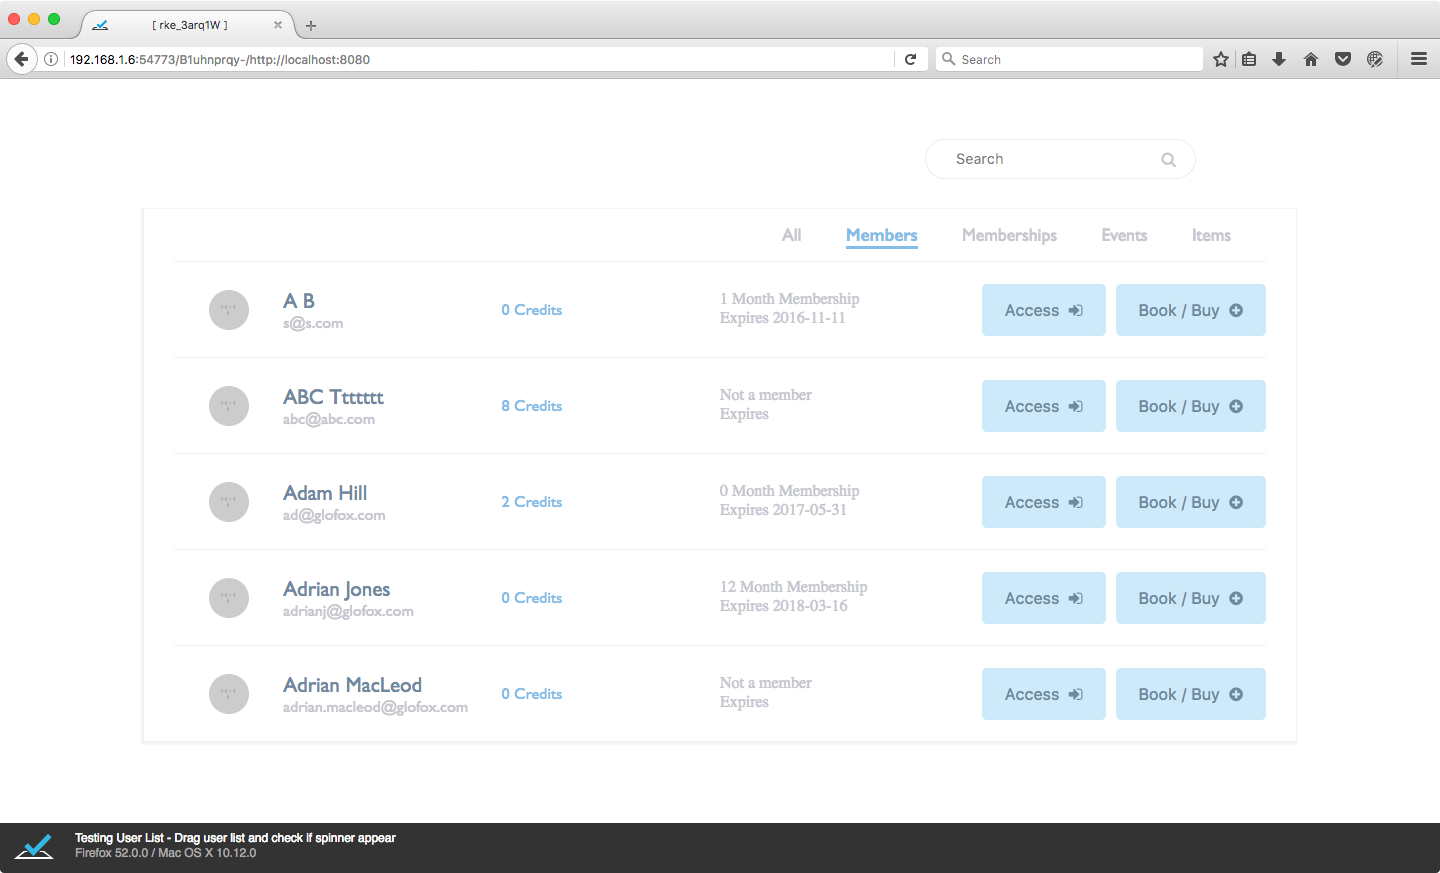 [ rke_3arq1W ]
192.168.1.6:54773/B1uhnprqy-/http://localhost:8080
Search
Search
All Members Memberships Events Items
A B
s@s.com
0 Credits
1 Month Membership
Expires 2016-11-11
Access
Book / Buy
ABC Ttttttt
abc@abc.com
8 Credits
Not a member
Expires
Access
Book / Buy
Adam Hill
ad@glofox.com
2 Credits
0 Month Membership
Expires 2017-05-31
Access
Book / Buy
Adrian Jones
adrianj@glofox.com
0 Credits
12 Month Membership
Expires 2018-03-16
Access
Book / Buy
Adrian MacLeod
adrian.macleod@glofox.com
0 Credits
Not a member
Expires
Access
Book / Buy
Testing User List - Drag user list and check if spinner appear
Firefox 52.0.0 / Mac OS X 10.12.0